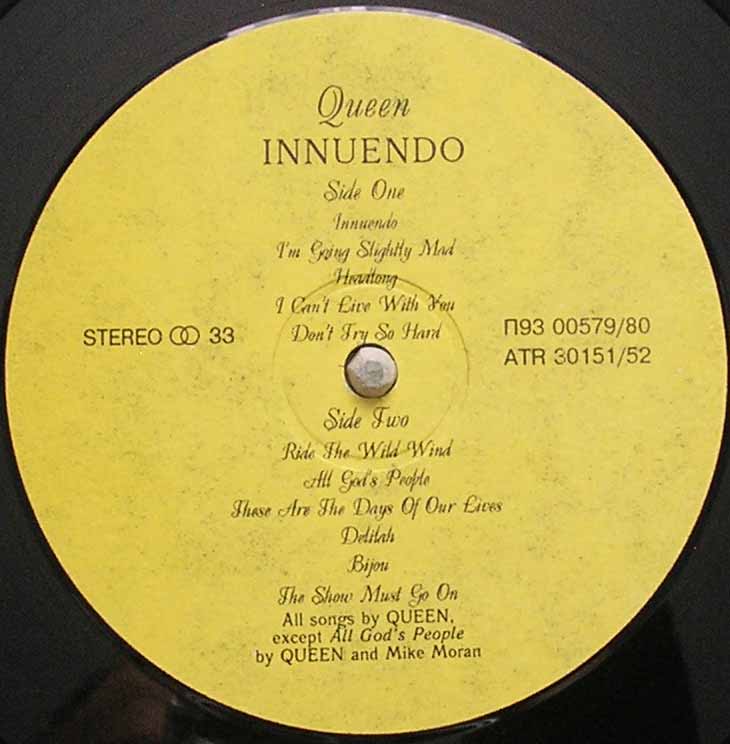 Queen
INNUENDO
Side One
Innuendo
I'm Going Slightly Mad
Headlong
I Can't Live With You
Don't Try So Hard
STEREO 33
П93 00579/80
ATR 30151/52
Side Two
Ride The Wild Wind
All God's People
These Are The Days Of Our Lives
Delilah
Bijou
The Show Must Go On
All songs by QUEEN,
except All God's People
by QUEEN and Mike Moran